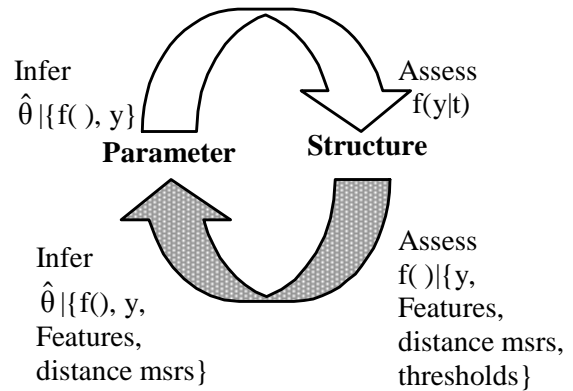 Infer
θ̂ |{f( ), y}
Parameter
Assess
f(y|t)
Structure
Infer
θ̂ |{f(), y,
Features,
distance msrs}
Assess
f( )|{y,
Features,
distance msrs,
thresholds}